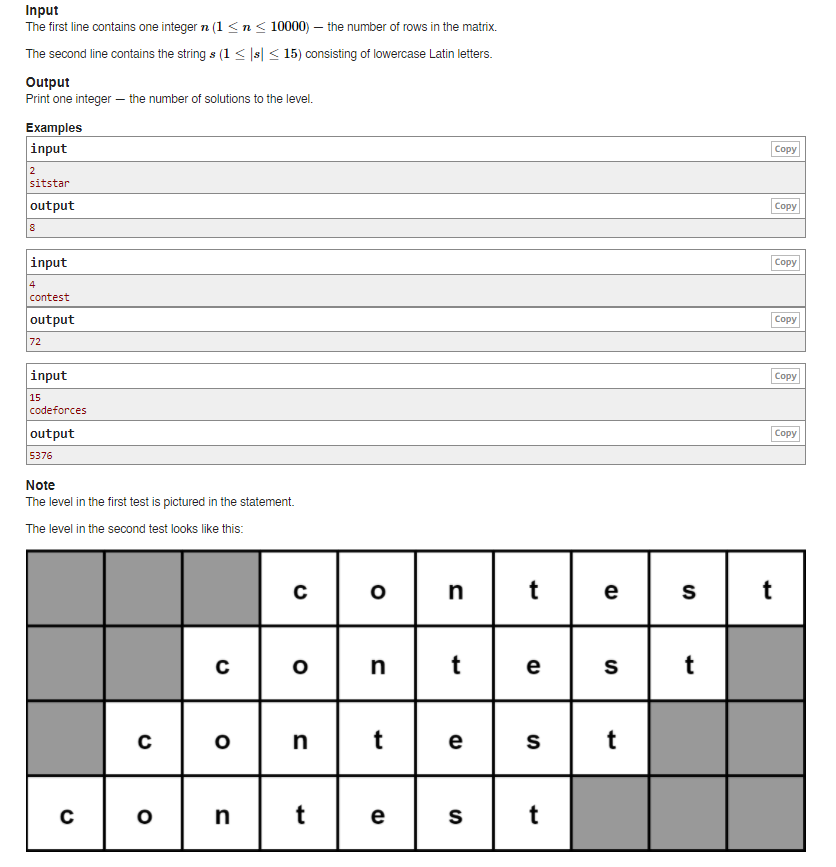 Input
The first line contains one integer n (1 ≤ n ≤ 10000) — the number of rows in the matrix.
The second line contains the string s (1 ≤ |s| ≤ 15) consisting of lowercase Latin letters.
Output
Print one integer — the number of solutions to the level.
Examples
input Copy
2
sitstar
output Copy
8
input Copy
4
contest
output Copy
72
input Copy
15
codeforces
output Copy
5376
Note
The level in the first test is pictured in the statement.
The level in the second test looks like this:
c o n t e s t
c o n t e s t
c o n t e s t
c o n t e s t